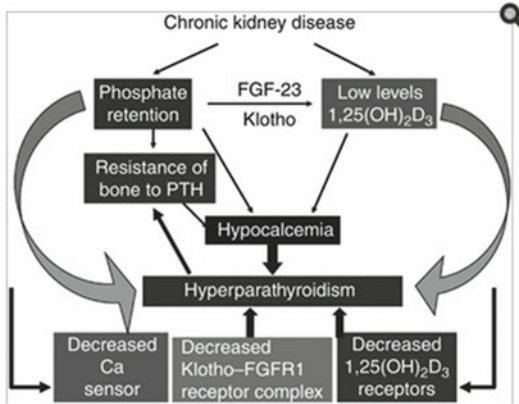 Chronic kidney disease
Phosphate
retention
FGF-23
Klotho
Low levels
1,25(OH)₂D₃
Resistance of
bone to PTH
Hypocalcemia
Hyperparathyroidism
Decreased
Ca
sensor
Decreased
Klotho–FGFR1
receptor complex
Decreased
1,25(OH)₂D₃
receptors